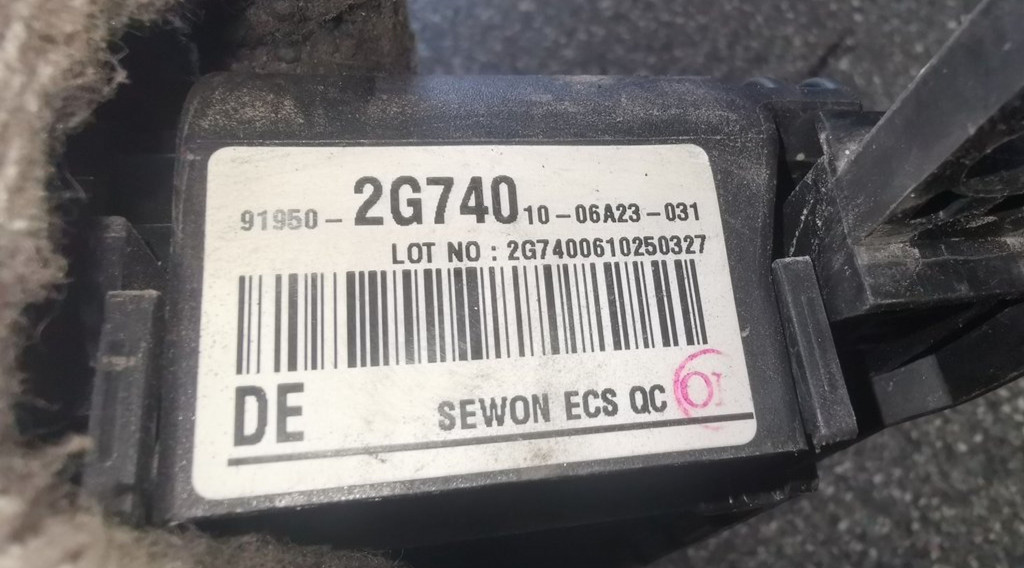 91950-2G740 10-06A23-031
LOT NO : 2G7400610250327
DE
SEWON ECS QC